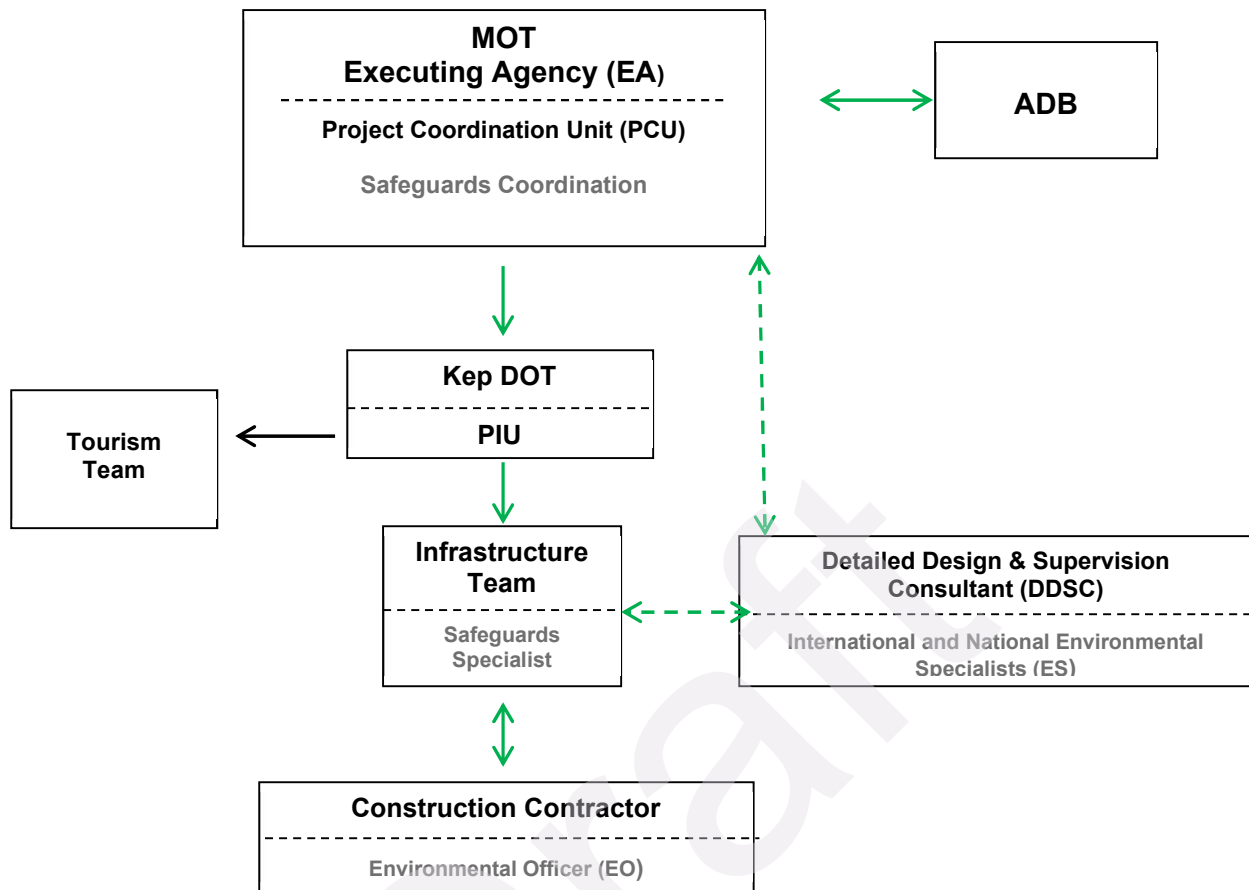 MOT
Executing Agency (EA)
Project Coordination Unit (PCU)
Safeguards Coordination
ADB
Kep DOT
PIU
Tourism
Team
Infrastructure
Team
Safeguards
Specialist
Detailed Design & Supervision
Consultant (DDSC)
International and National Environmental
Specialists (ES)
Construction Contractor
Environmental Officer (EO)
Draft